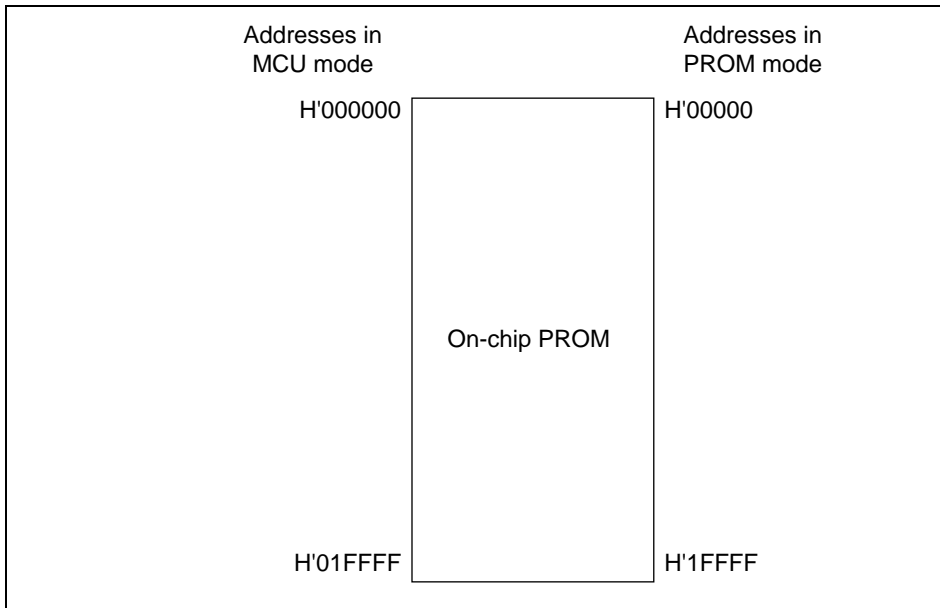 Addresses in
MCU mode
Addresses in
PROM mode
H'000000
H'00000
On-chip PROM
H'01FFFF
H'1FFFF